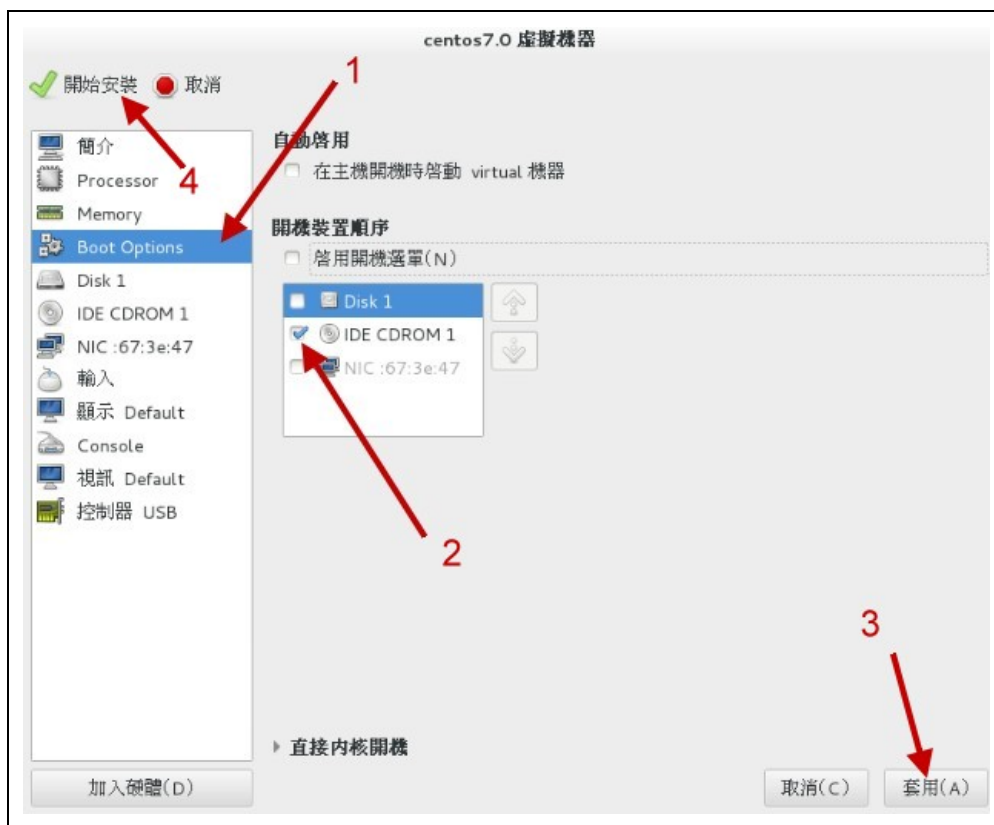 centos7.0 虛擬機器
開始安裝 取消
1
4
簡介
Processor
Memory
Boot Options
Disk 1
IDE CDROM 1
NIC :67:3e:47
輸入
顯示 Default
Console
視訊 Default
控制器 USB
加入硬體(D)
自動啓用
在主機開機時啓動 virtual 機器
開機裝置順序
啓用開機選單(N)
Disk 1
IDE CDROM 1
NIC :67:3e:47
2
3
直接內核開機
取消(C) 套用(A)